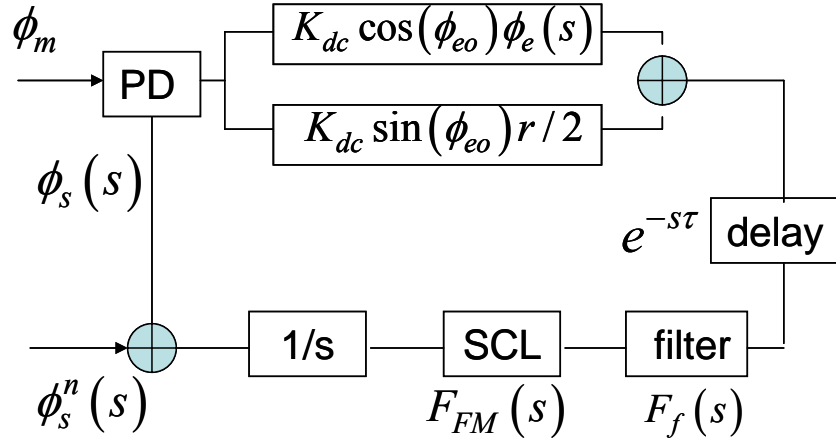 ϕ_m
PD
K_dc cos(ϕ_eo)ϕ_e(s)
K_dc sin(ϕ_eo)r/2
ϕ_s(s)
e^{-sτ}
delay
1/s
SCL
filter
ϕ_s^n(s)
F_FM(s)
F_f(s)